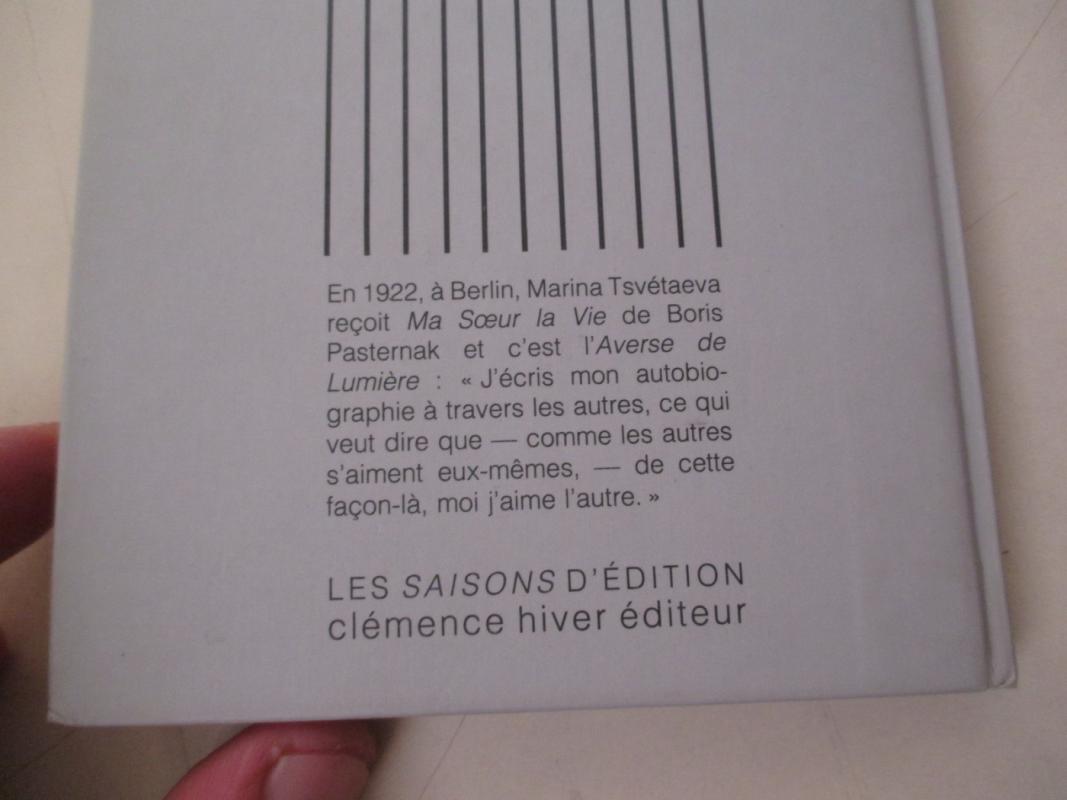 En 1922, à Berlin, Marina Tsvétaeva
reçoit Ma Sœur la Vie de Boris
Pasternak et c'est l'Averse de
Lumière : « J'écris mon autobio-
graphie à travers les autres, ce qui
veut dire que — comme les autres
s'aiment eux-mêmes, — de cette
façon-là, moi j'aime l'autre. »
LES SAISONS D'ÉDITION
clémence hiver éditeur